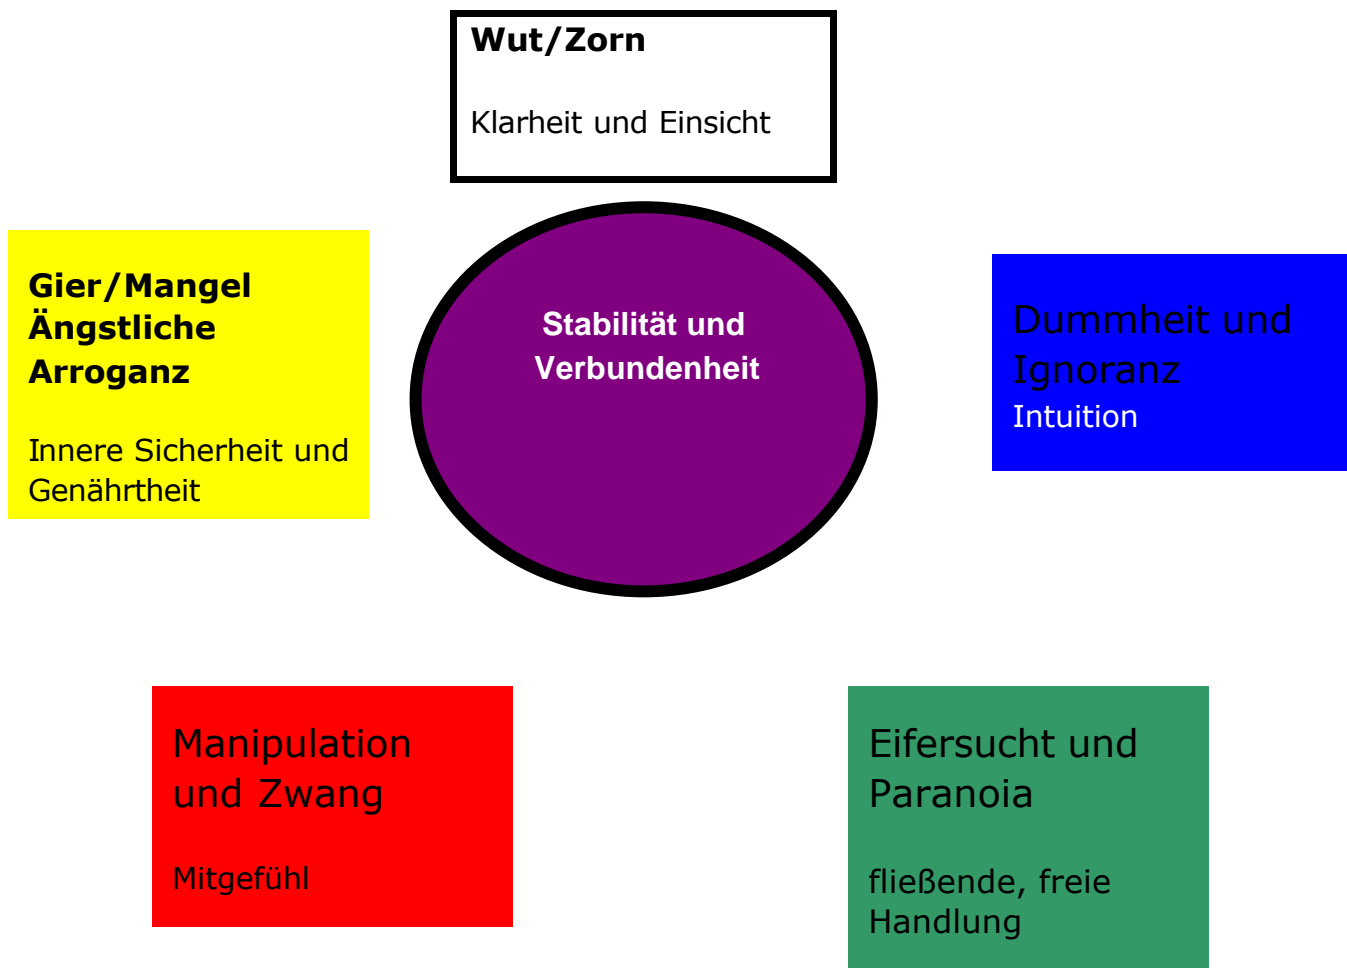 Wut/Zorn
Klarheit und Einsicht
Gier/Mangel
Ängstliche
Arroganz
Innere Sicherheit und
Genährtheit
Stabilität und
Verbundenheit
Dummheit und
Ignoranz
Intuition
Manipulation
und Zwang
Mitgefühl
Eifersucht und
Paranoia
fließende, freie
Handlung